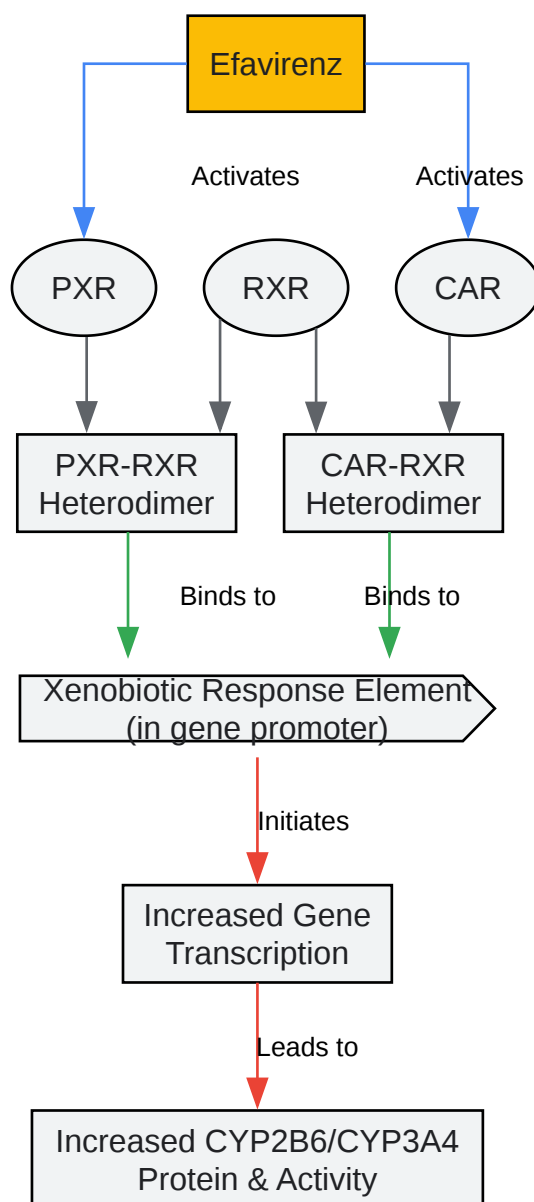 Efavirenz
Activates
Activates
PXR
RXR
CAR
PXR-RXR
Heterodimer
CAR-RXR
Heterodimer
Binds to
Binds to
Xenobiotic Response Element
(in gene promoter)
Initiates
Increased Gene
Transcription
Leads to
Increased CYP2B6/CYP3A4
Protein & Activity